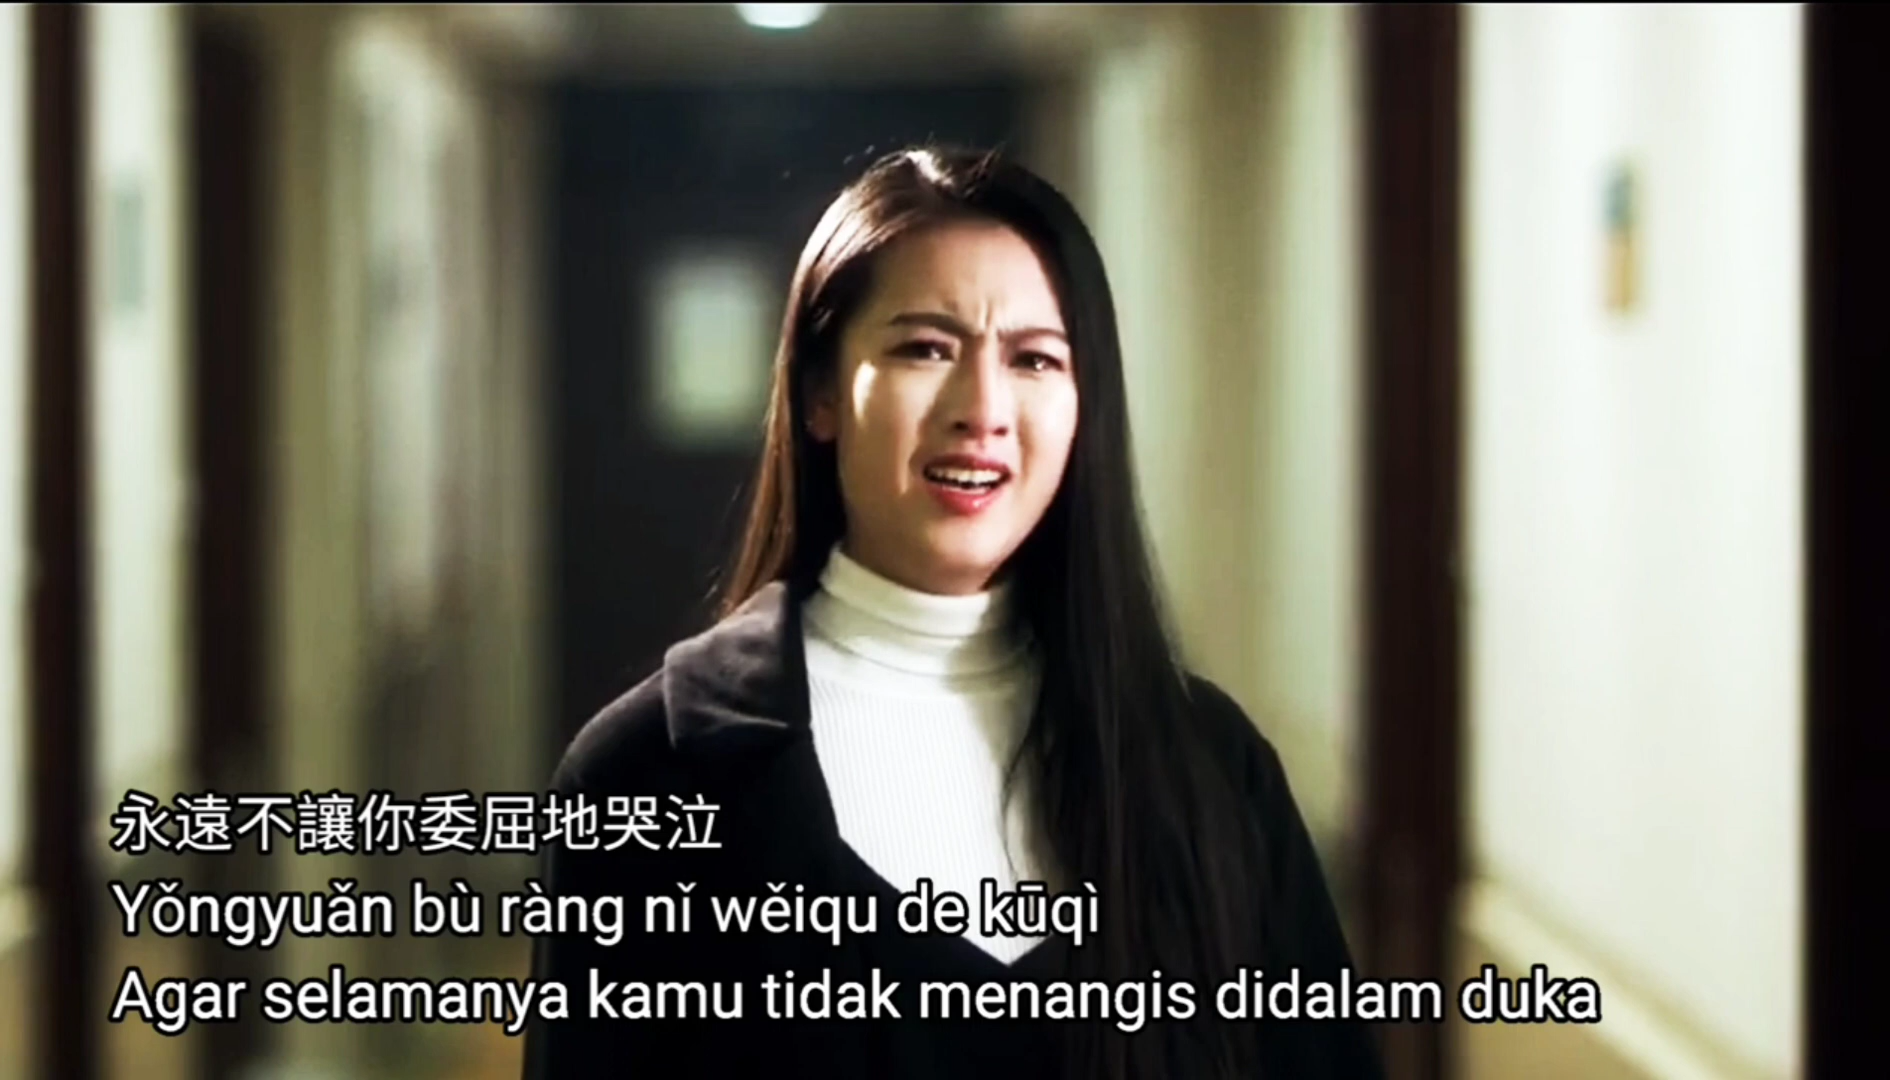 永遠不讓你委屈地哭泣
Yǒngyuǎn bù ràng nǐ wěiqu de kūqì
Agar selamanya kamu tidak menangis didalam duka